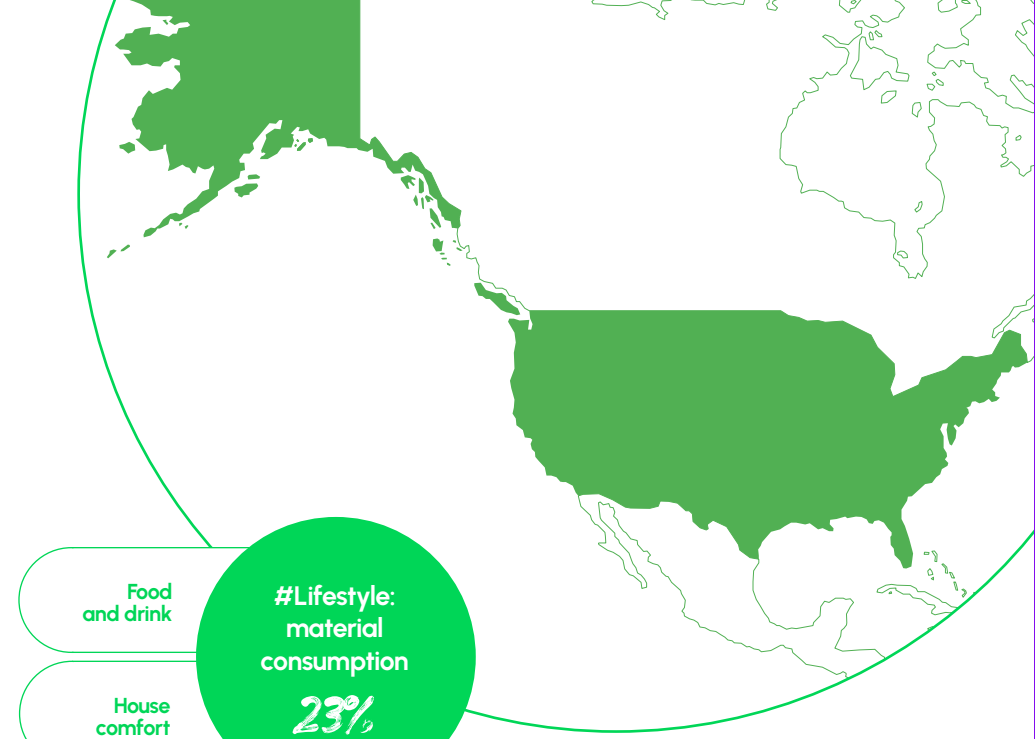 Food
and drink
#Lifestyle:
material
consumption
23%
House
comfort